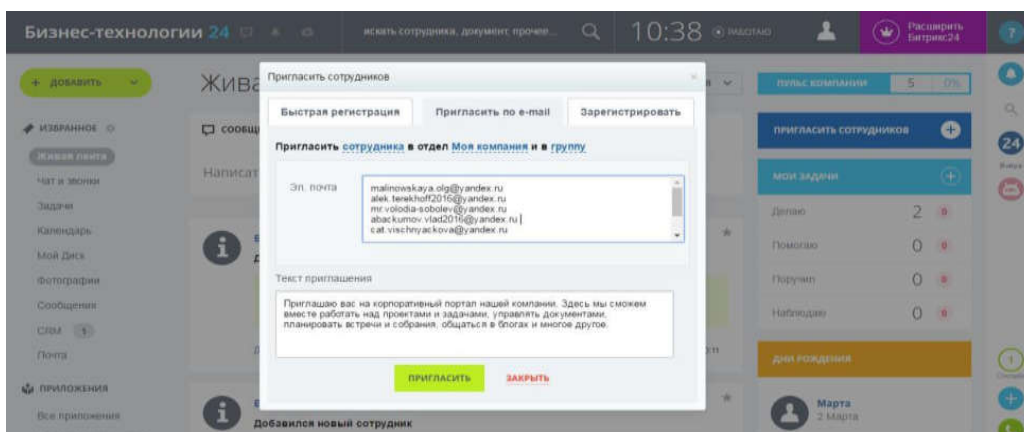 Бизнес-технологии 24
искать сотрудника, документ, прочее...
10:38
РАБОТАЮ
Расширить
Битрикс24
?
+ ДОБАВИТЬ
Жива
ПУЛЬС КОМПАНИИ 5 0%
Пригласить сотрудников
Быстрая регистрация Пригласить по e-mail Зарегистрировать
Пригласить сотрудника в отдел Моя компания и в группу
Эл. почта
malinowskaya.olg@yandex.ru
alek.terekhoff2016@yandex.ru
mr.volodia-sobolev@yandex.ru
abackumov.vlad2016@yandex.ru
cat.vischnyackova@yandex.ru
Текст приглашения
Приглашаю вас на корпоративный портал нашей компании. Здесь мы сможем
вместе работать над проектами и задачами, управлять документами,
планировать встречи и собрания, общаться в блогах и многое другое.
ПРИГЛАСИТЬ ЗАКРЫТЬ
ИЗБРАННОЕ
Живая лента
Чат и звонки
Задачи
Календарь
Мой Диск
Фотографии
Сообщения
CRM 1
Почта
ПРИЛОЖЕНИЯ
Все приложения
СООБЩ
Написат
Добавился новый сотрудник
ПРИГЛАСИТЬ СОТРУДНИКОВ
МОИ ЗАДАЧИ
Делаю 2 0
Помогаю 0 0
Поручил 0 0
Наблюдаю 0 0
ДНИ РОЖДЕНИЯ
Марта
2 Марта
24
1